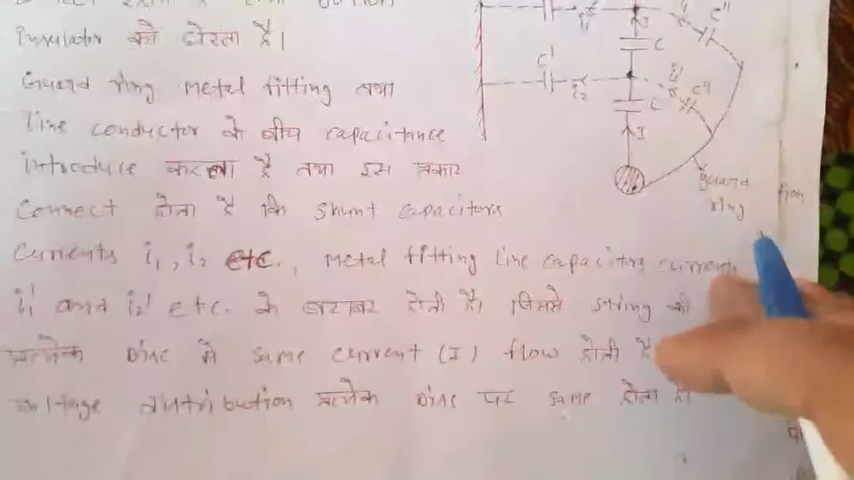 Insulator को घेरता है।
Guard ring metal fitting तथा
line conductor के बीच capacitance
introduce करता है तथा इस प्रकार
connect होता है कि shunt capacitors
currents i₁, i₂ etc., metal fitting line capacitors currents
i₁' and i₂' etc. के बराबर होती है। जिससे string की
प्रत्येक Disc में same current (I) flow होती है
voltage distribution प्रत्येक Disc पर same होता है
C''
I
C
C'
i₂
C''
C
I
guard
ring